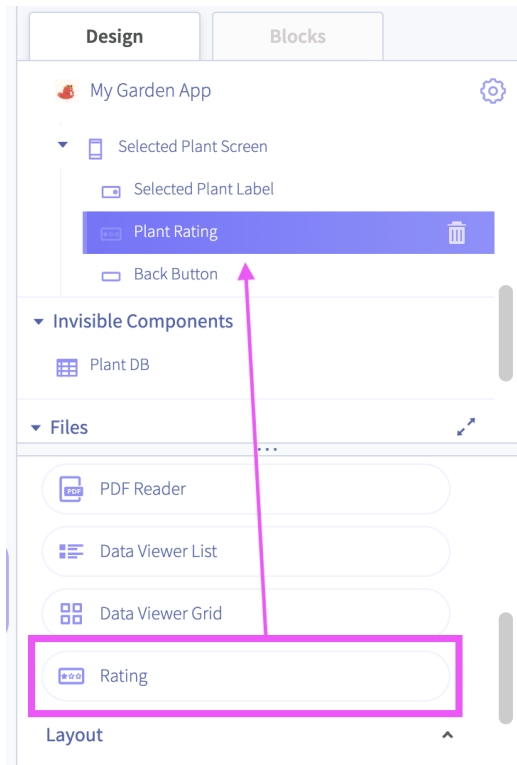 Design
Blocks
My Garden App
Selected Plant Screen
Selected Plant Label
Plant Rating
Back Button
Invisible Components
Plant DB
Files
PDF
PDF Reader
Data Viewer List
Data Viewer Grid
Rating
Layout